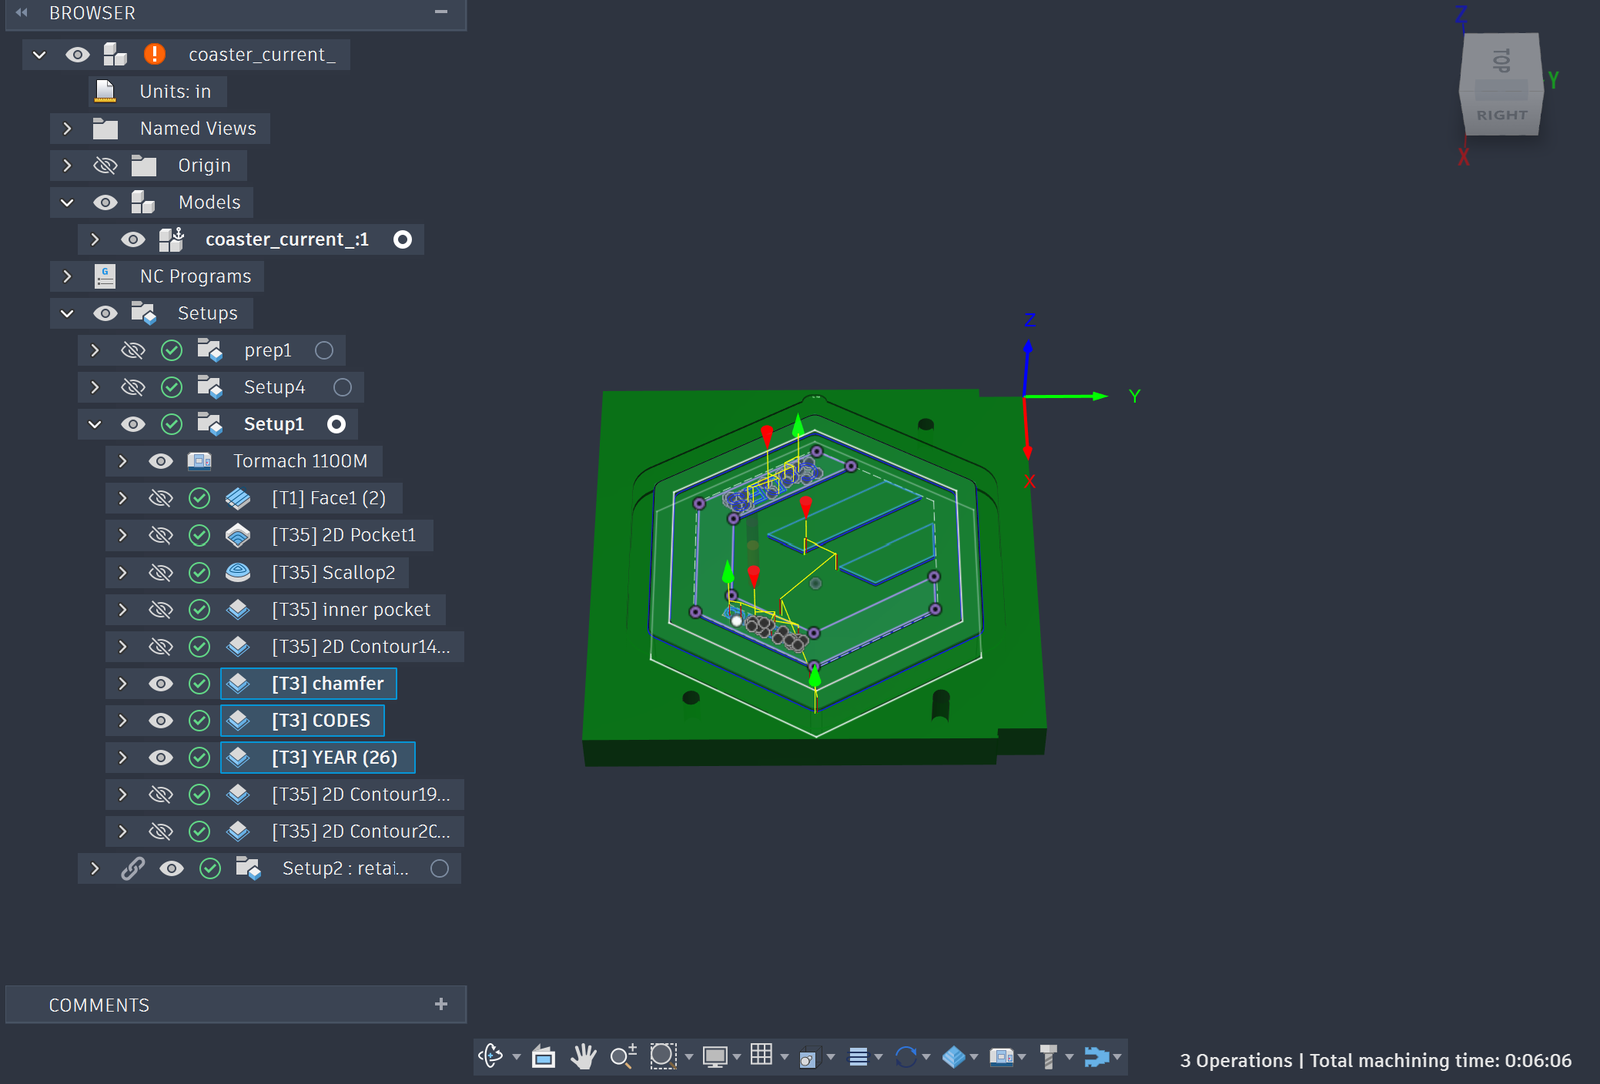 BROWSER
coaster_current_
Units: in
Named Views
Origin
Models
coaster_current_:1
G
NC Programs
Setups
prep1
Setup4
Setup1
Tormach 1100M
[T1] Face1 (2)
[T35] 2D Pocket1
[T35] Scallop2
[T35] inner pocket
[T35] 2D Contour14...
[T3] chamfer
[T3] CODES
[T3] YEAR (26)
[T35] 2D Contour19...
[T35] 2D Contour2C...
Setup2 : retai...
COMMENTS
Z
TOP
Y
RIGHT
X
Z
Y
X
3 Operations | Total machining time: 0:06:06